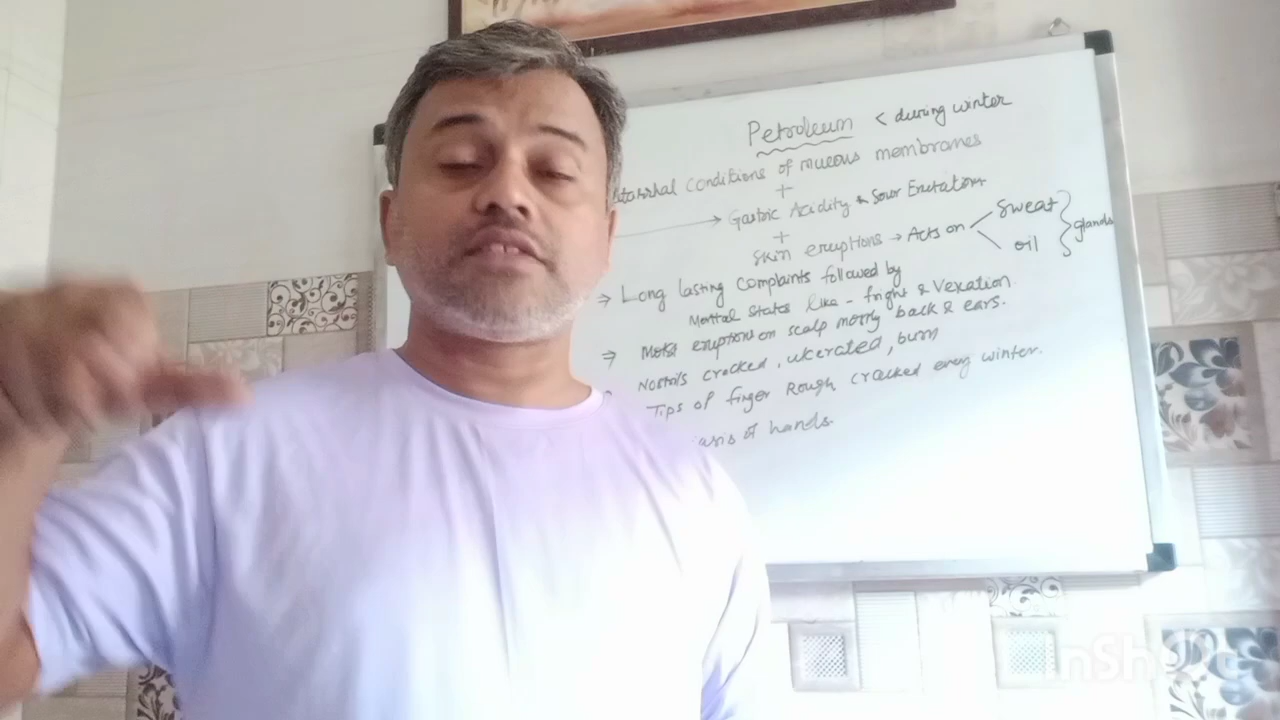 Petroleum < during winter
conditions of mucous membranes
+
→ Gastric Acidity & Sour Eructations
+
Skin eruptions → Acts on
Sweat
oil
glands
⇒ Long lasting complaints followed by
Mental States like - fright & Vexation.
⇒ Moist eruptions on scalp mostly back & ears.
Nostrils cracked, ulcerated, burn
Tips of finger Rough cracked every winter.
of hands.
InShOt